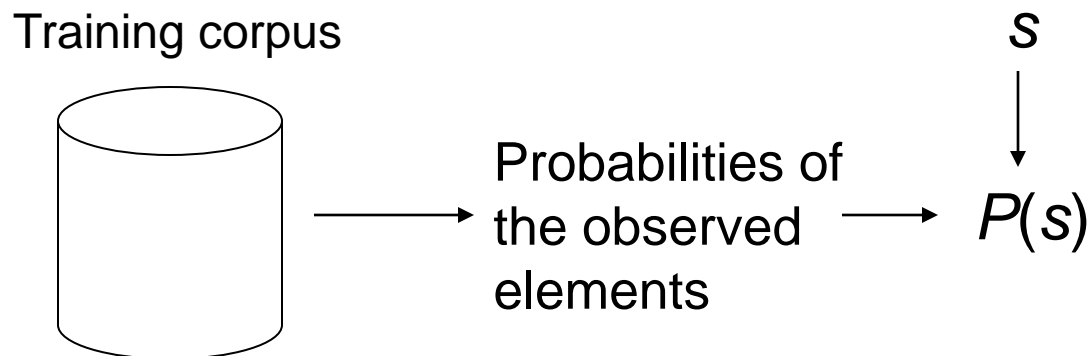 Training corpus
s
Probabilities of
the observed
elements
P(s)